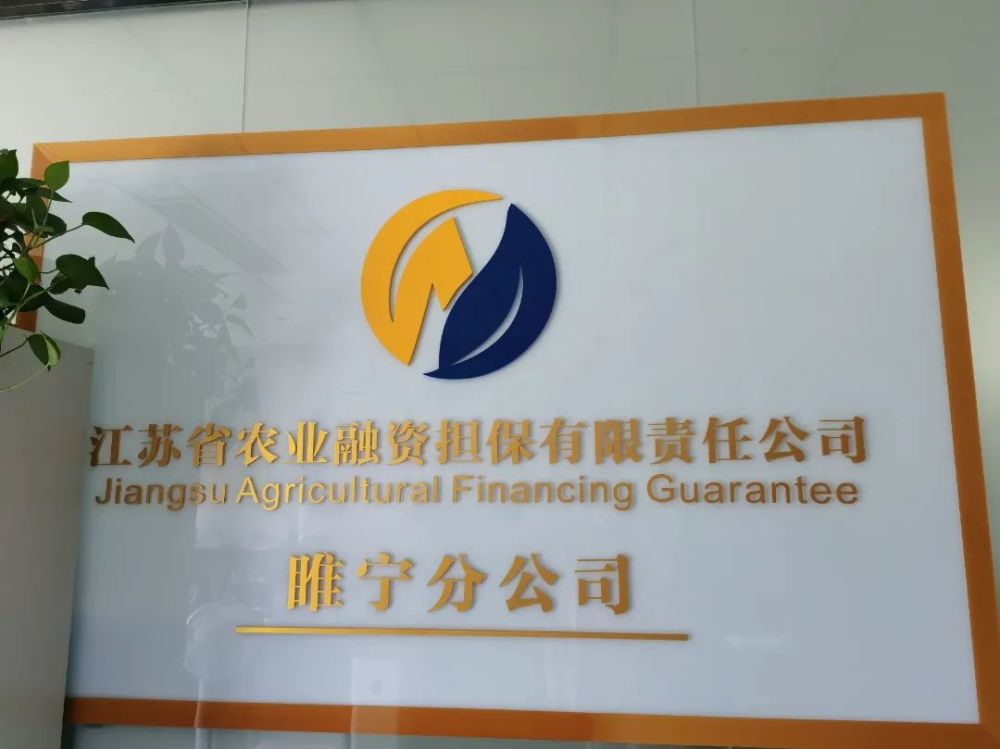 江苏省农业融资担保有限责任公司
Jiangsu Agricultural Financing Guarantee
睢宁分公司